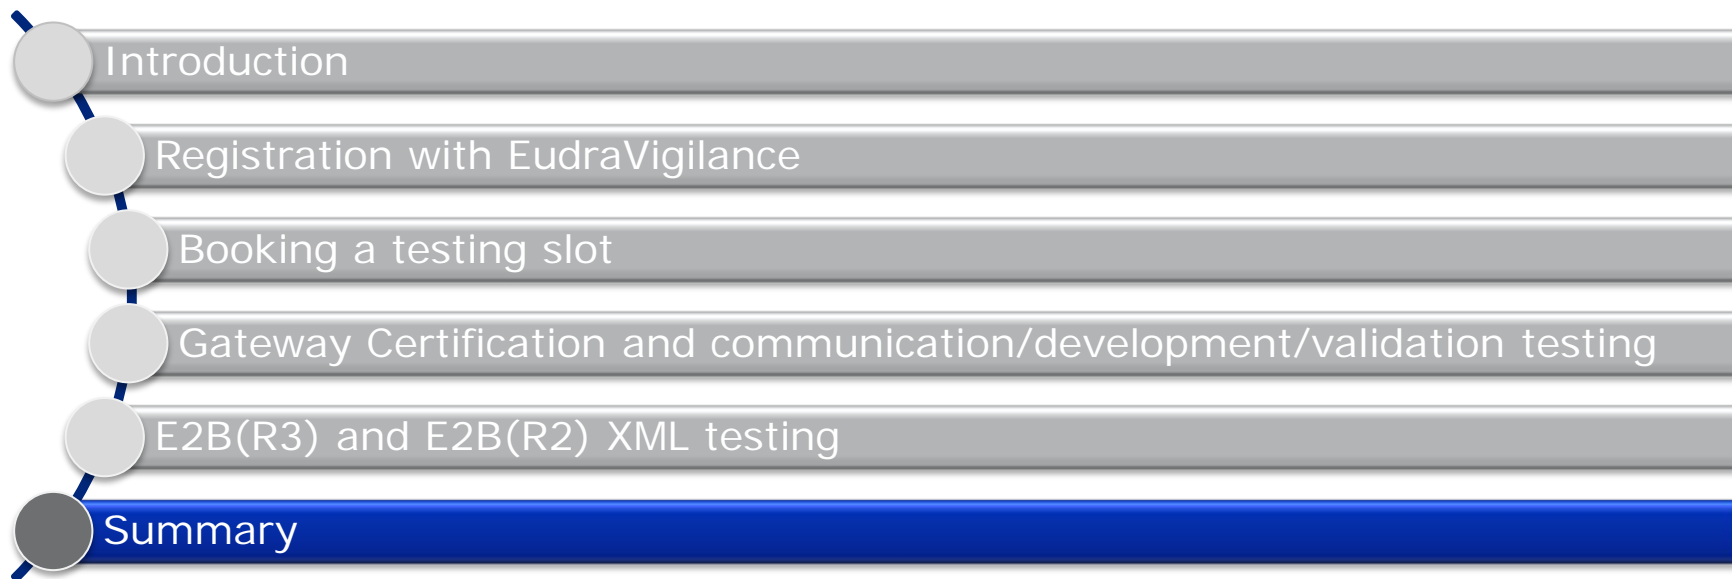 Introduction
Registration with EudraVigilance
Booking a testing slot
Gateway Certification and communication/development/validation testing
E2B(R3) and E2B(R2) XML testing
Summary